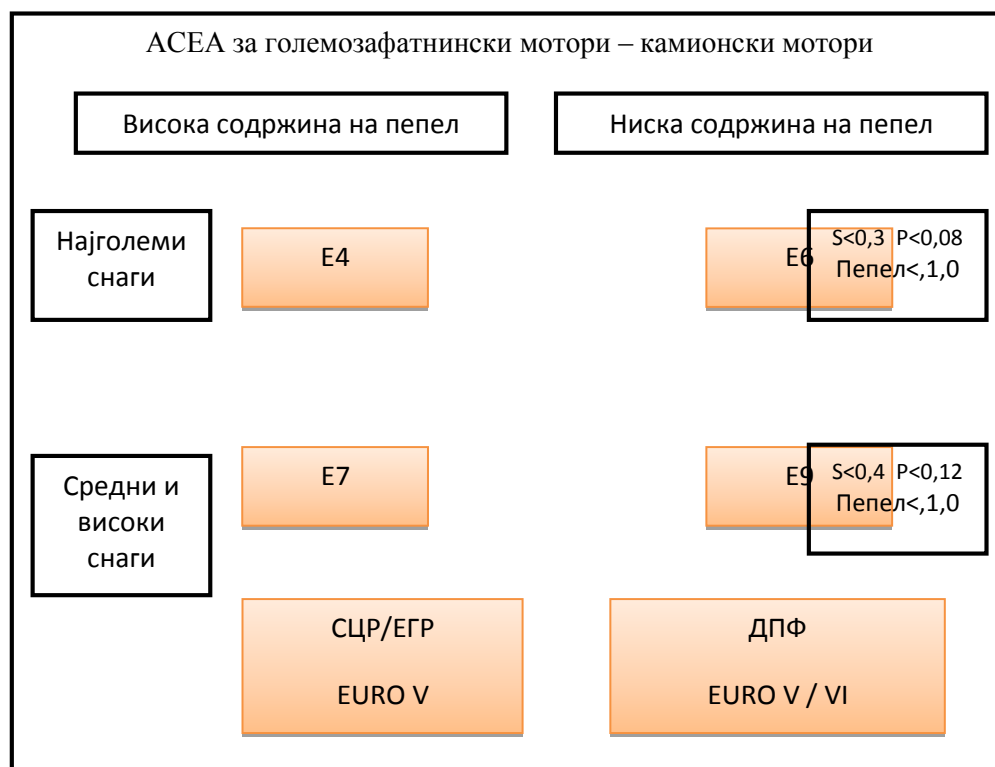 АСЕА за големозафатнински мотори – камионски мотори
Висока содржина на пепел
Ниска содржина на пепел
Најголеми
снаги
Е4
Е6
S<0,3 P<0,08
Пепел<,1,0
Средни и
високи
снаги
Е7
Е9
S<0,4 P<0,12
Пепел<,1,0
СЦР/ЕГР
EURO V
ДПФ
EURO V / VI